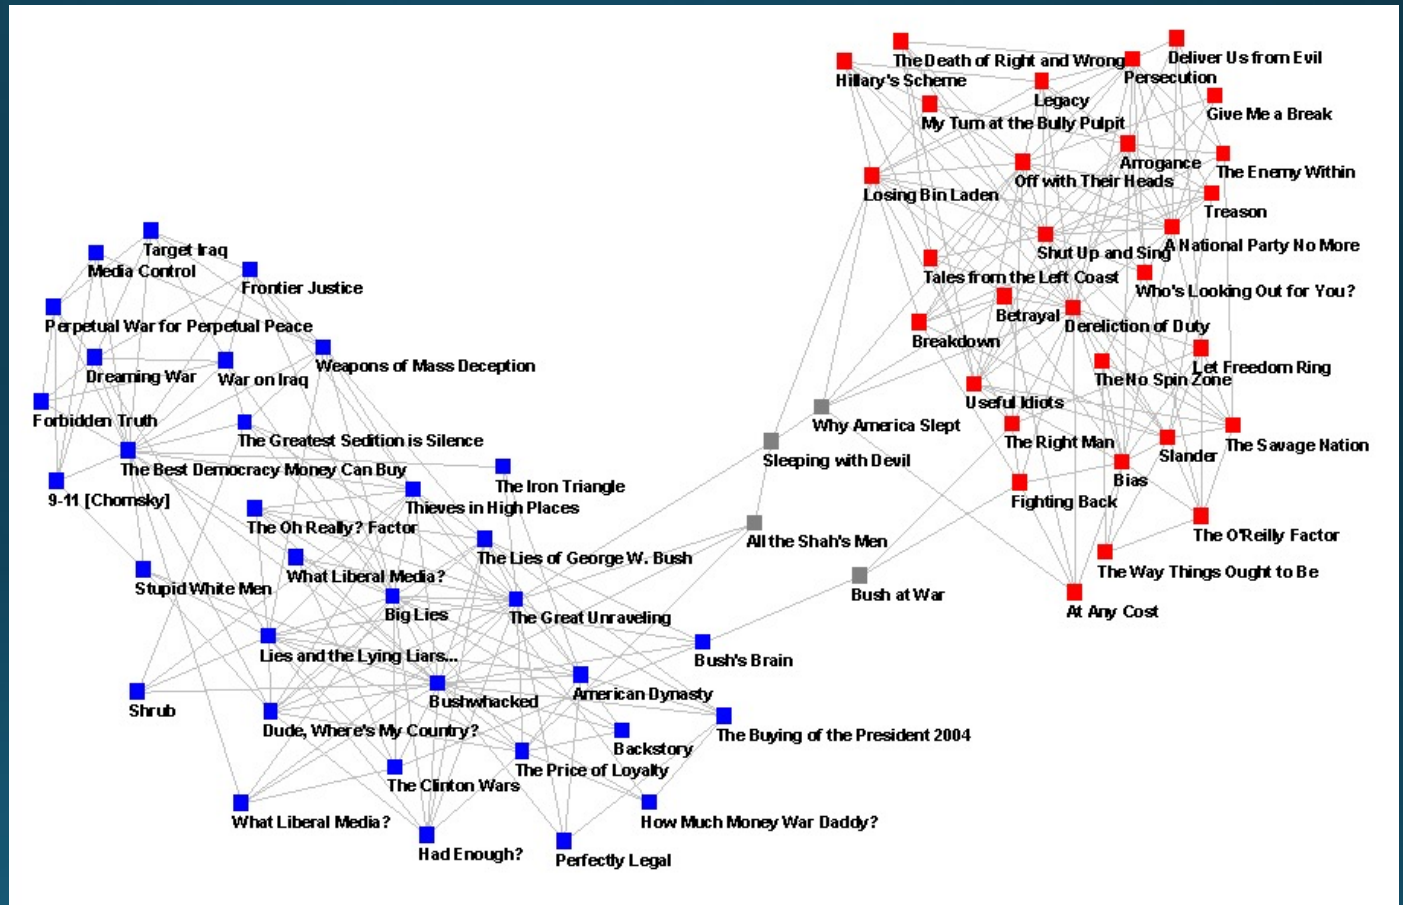 The Death of Right and Wrong
Deliver Us from Evil
Hillary's Scheme
Persecution
Legacy
Give Me a Break
My Turn at the Bully Pulpit
Arrogance
The Enemy Within
Off with Their Heads
Losing Bin Laden
Treason
A National Party No More
Shut Up and Sing
Tales from the Left Coast
Who's Looking Out for You?
Betrayal
Dereliction of Duty
Breakdown
Let Freedom Ring
The No Spin Zone
Useful Idiots
Why America Slept
The Right Man
The Savage Nation
Slander
Sleeping with Devil
Bias
Fighting Back
The O'Reilly Factor
All the Shah's Men
The Way Things Ought to Be
Bush at War
At Any Cost
Target Iraq
Media Control
Frontier Justice
Perpetual War for Perpetual Peace
Weapons of Mass Deception
Dreaming War
War on Iraq
Forbidden Truth
The Greatest Sedition is Silence
The Best Democracy Money Can Buy
The Iron Triangle
9-11 [Chomsky]
Thieves in High Places
The Oh Really? Factor
The Lies of George W. Bush
What Liberal Media?
Stupid White Men
Big Lies
The Great Unraveling
Lies and the Lying Liars...
Bush's Brain
American Dynasty
Bushwhacked
Shrub
Dude, Where's My Country?
The Buying of the President 2004
Backstory
The Price of Loyalty
The Clinton Wars
What Liberal Media?
How Much Money War Daddy?
Had Enough?
Perfectly Legal